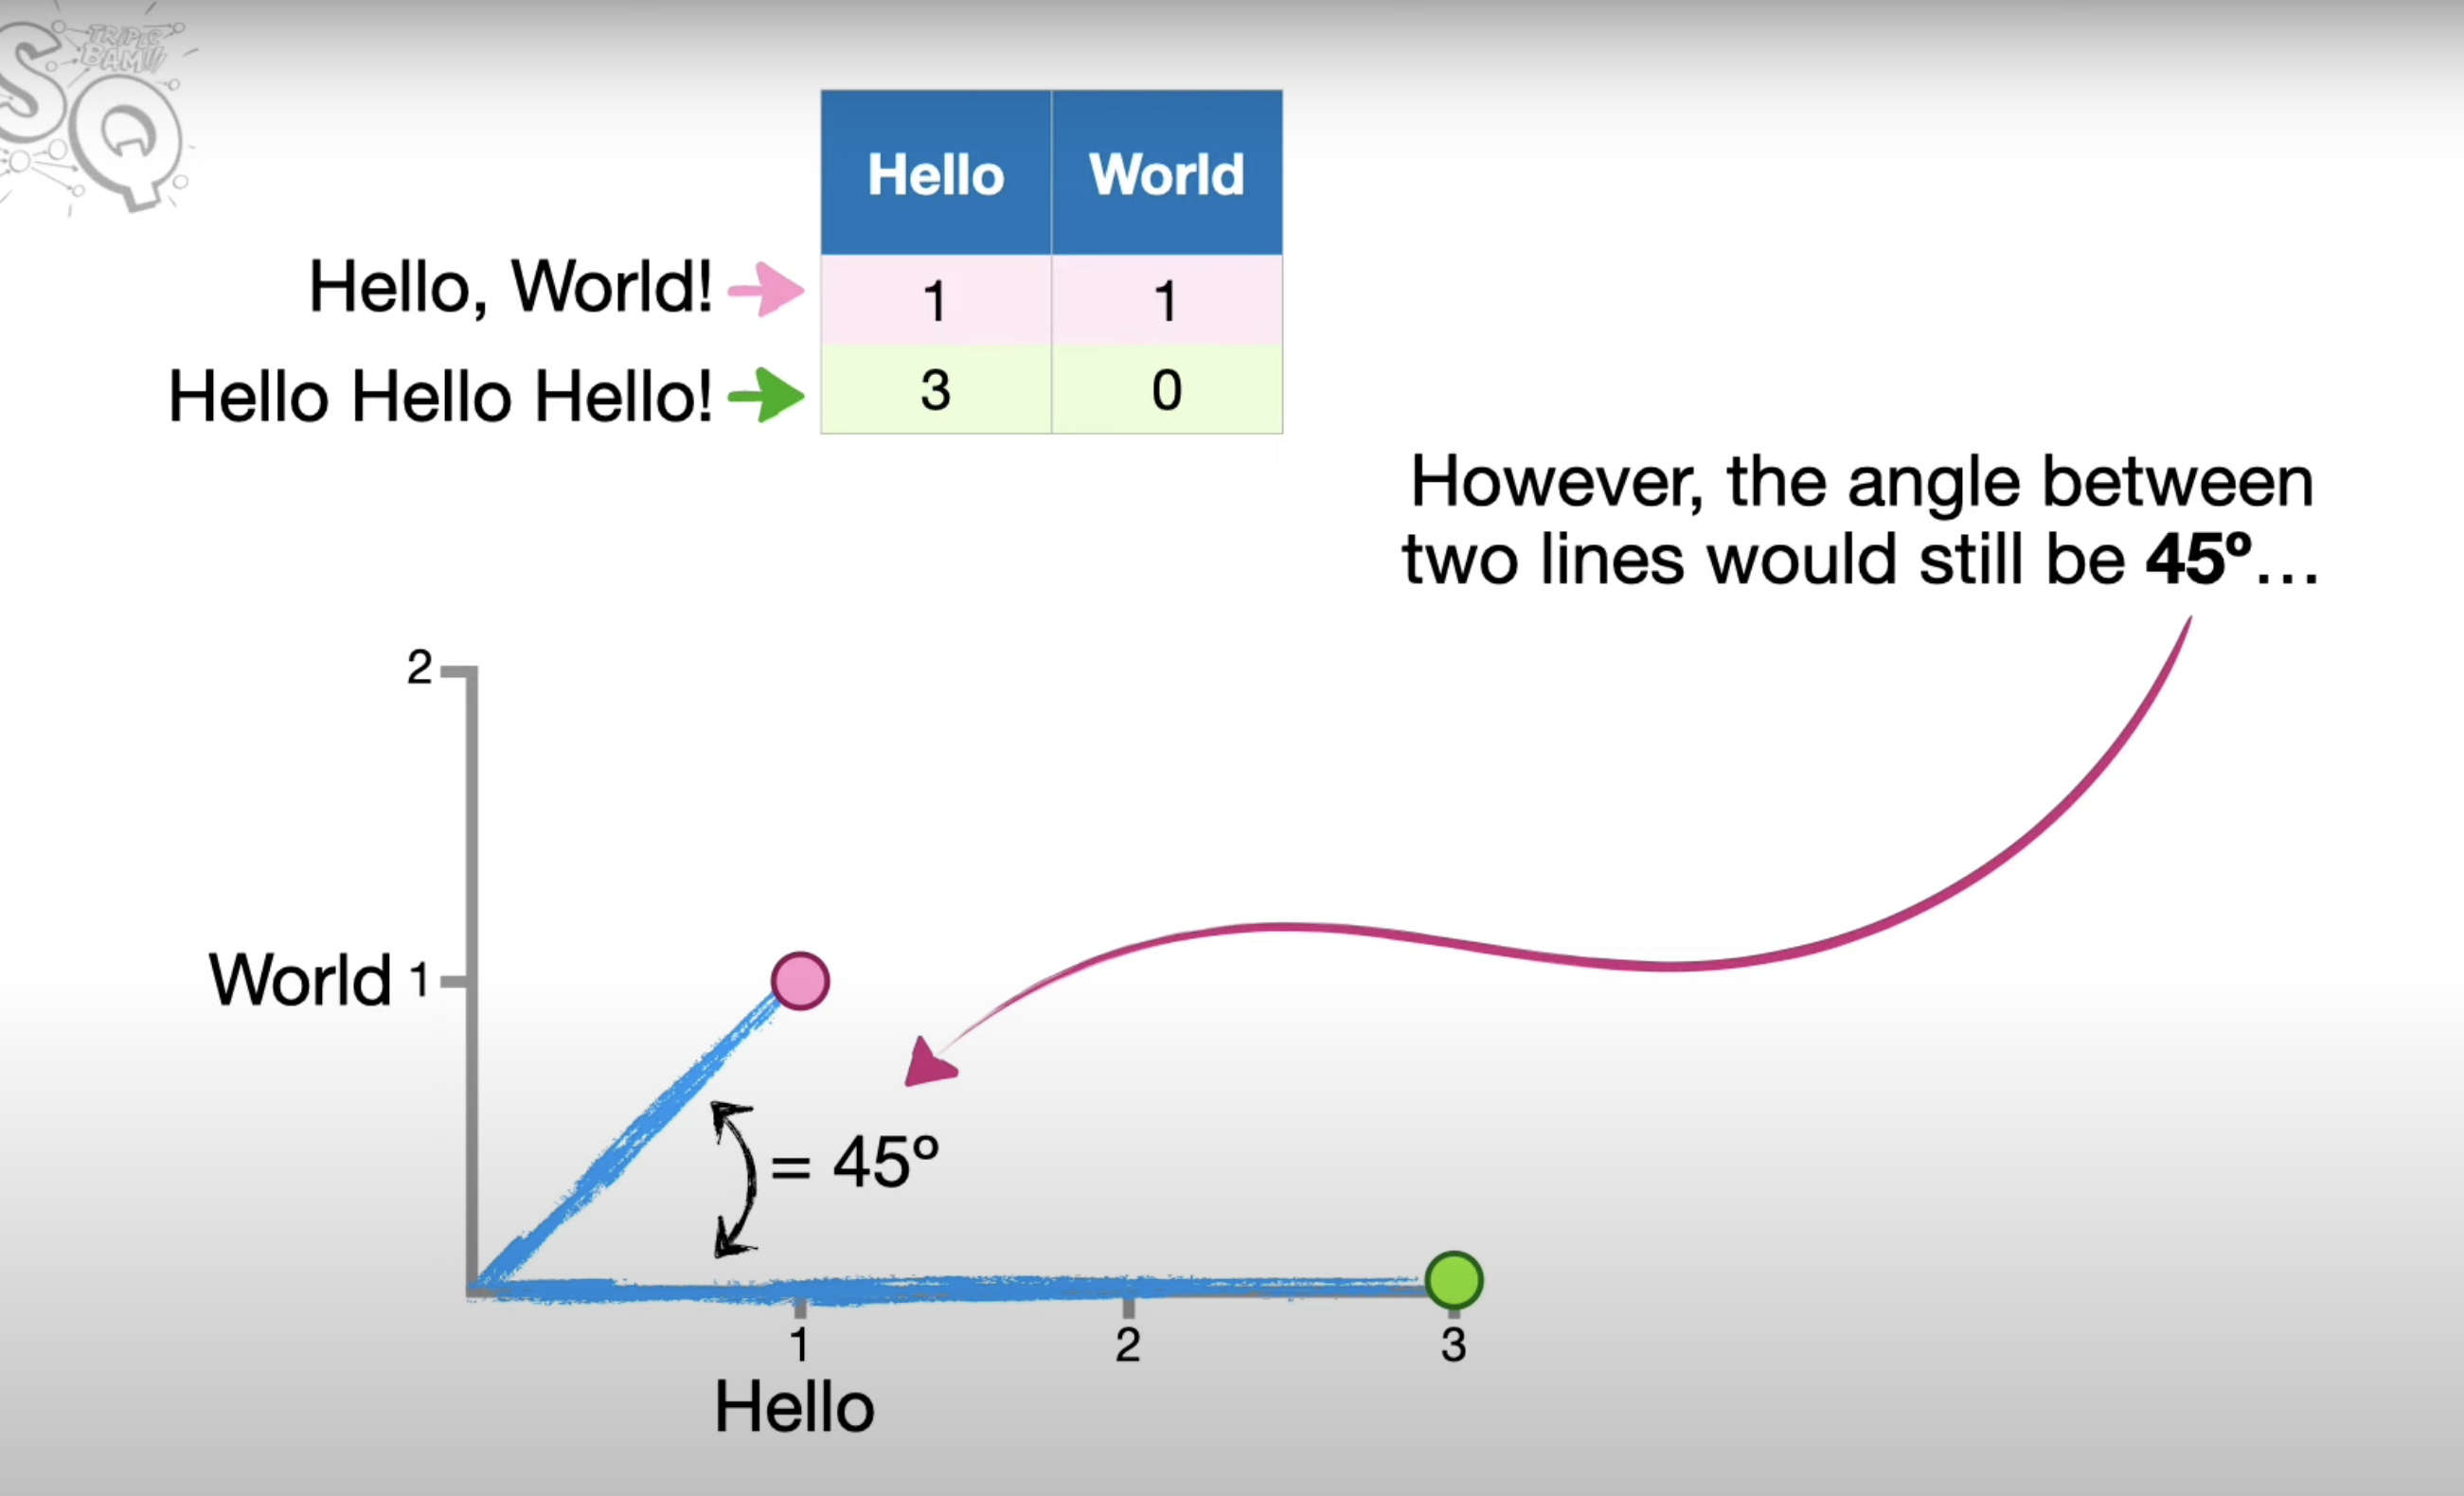 S
TRIPLE
BAM!!!
Q
Hello World
Hello, World! 1 1
Hello Hello Hello! 3 0
However, the angle between
two lines would still be 45º...
2
World 1
= 45º
1 2 3
Hello